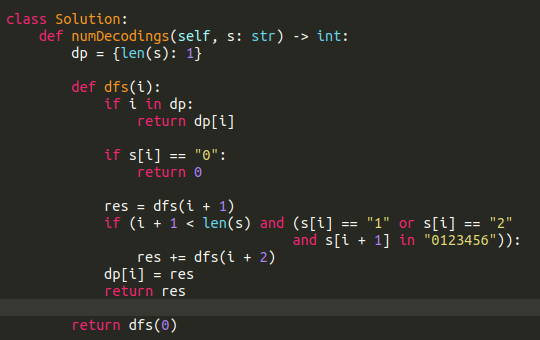 class Solution:
    def numDecodings(self, s: str) -> int:
        dp = {len(s): 1}

        def dfs(i):
            if i in dp:
                return dp[i]

            if s[i] == "0":
                return 0

            res = dfs(i + 1)
            if (i + 1 < len(s) and (s[i] == "1" or s[i] == "2"
                                   and s[i + 1] in "0123456")):
                res += dfs(i + 2)
            dp[i] = res
            return res

        return dfs(0)